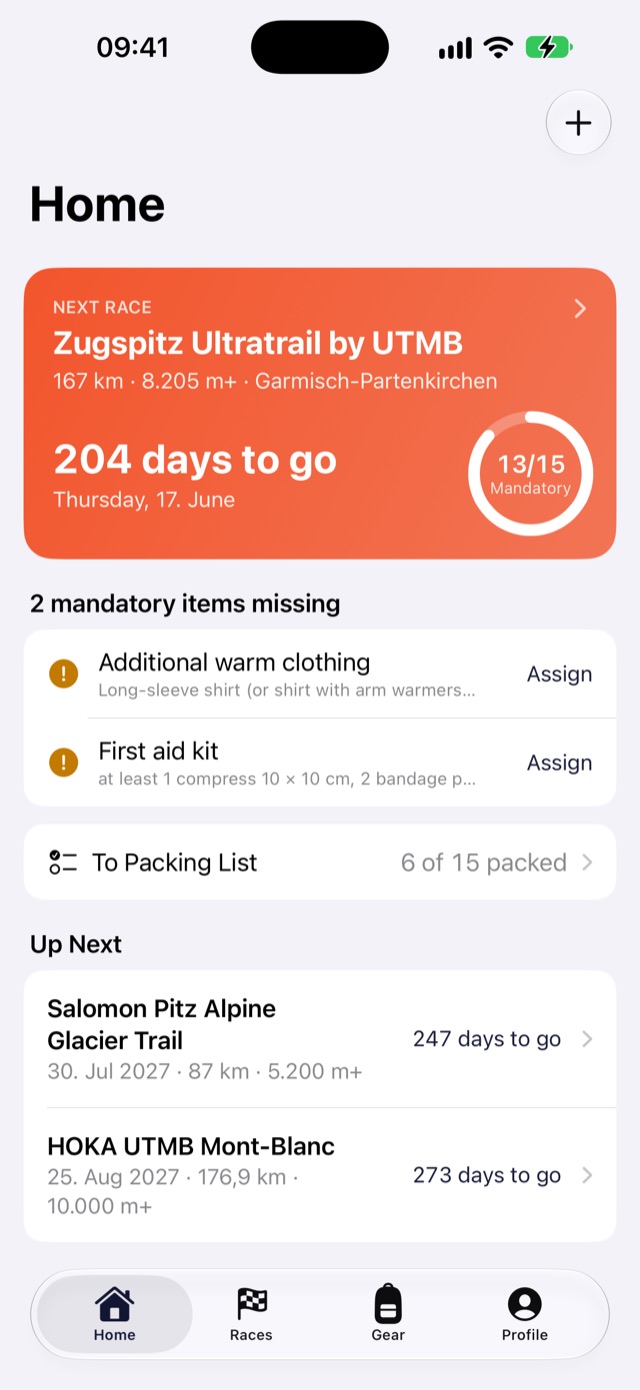 09:41
Home
NEXT RACE
Zugspitz Ultratrail by UTMB
167 km · 8.205 m+ · Garmisch-Partenkirchen
204 days to go
Thursday, 17. June
13/15
Mandatory
2 mandatory items missing
Additional warm clothing
Long-sleeve shirt (or shirt with arm warmers...
Assign
First aid kit
at least 1 compress 10 × 10 cm, 2 bandage p...
Assign
To Packing List
6 of 15 packed
Up Next
Salomon Pitz Alpine
Glacier Trail
30. Jul 2027 · 87 km · 5.200 m+
247 days to go
HOKA UTMB Mont-Blanc
25. Aug 2027 · 176,9 km ·
10.000 m+
273 days to go
Home
Races
Gear
Profile